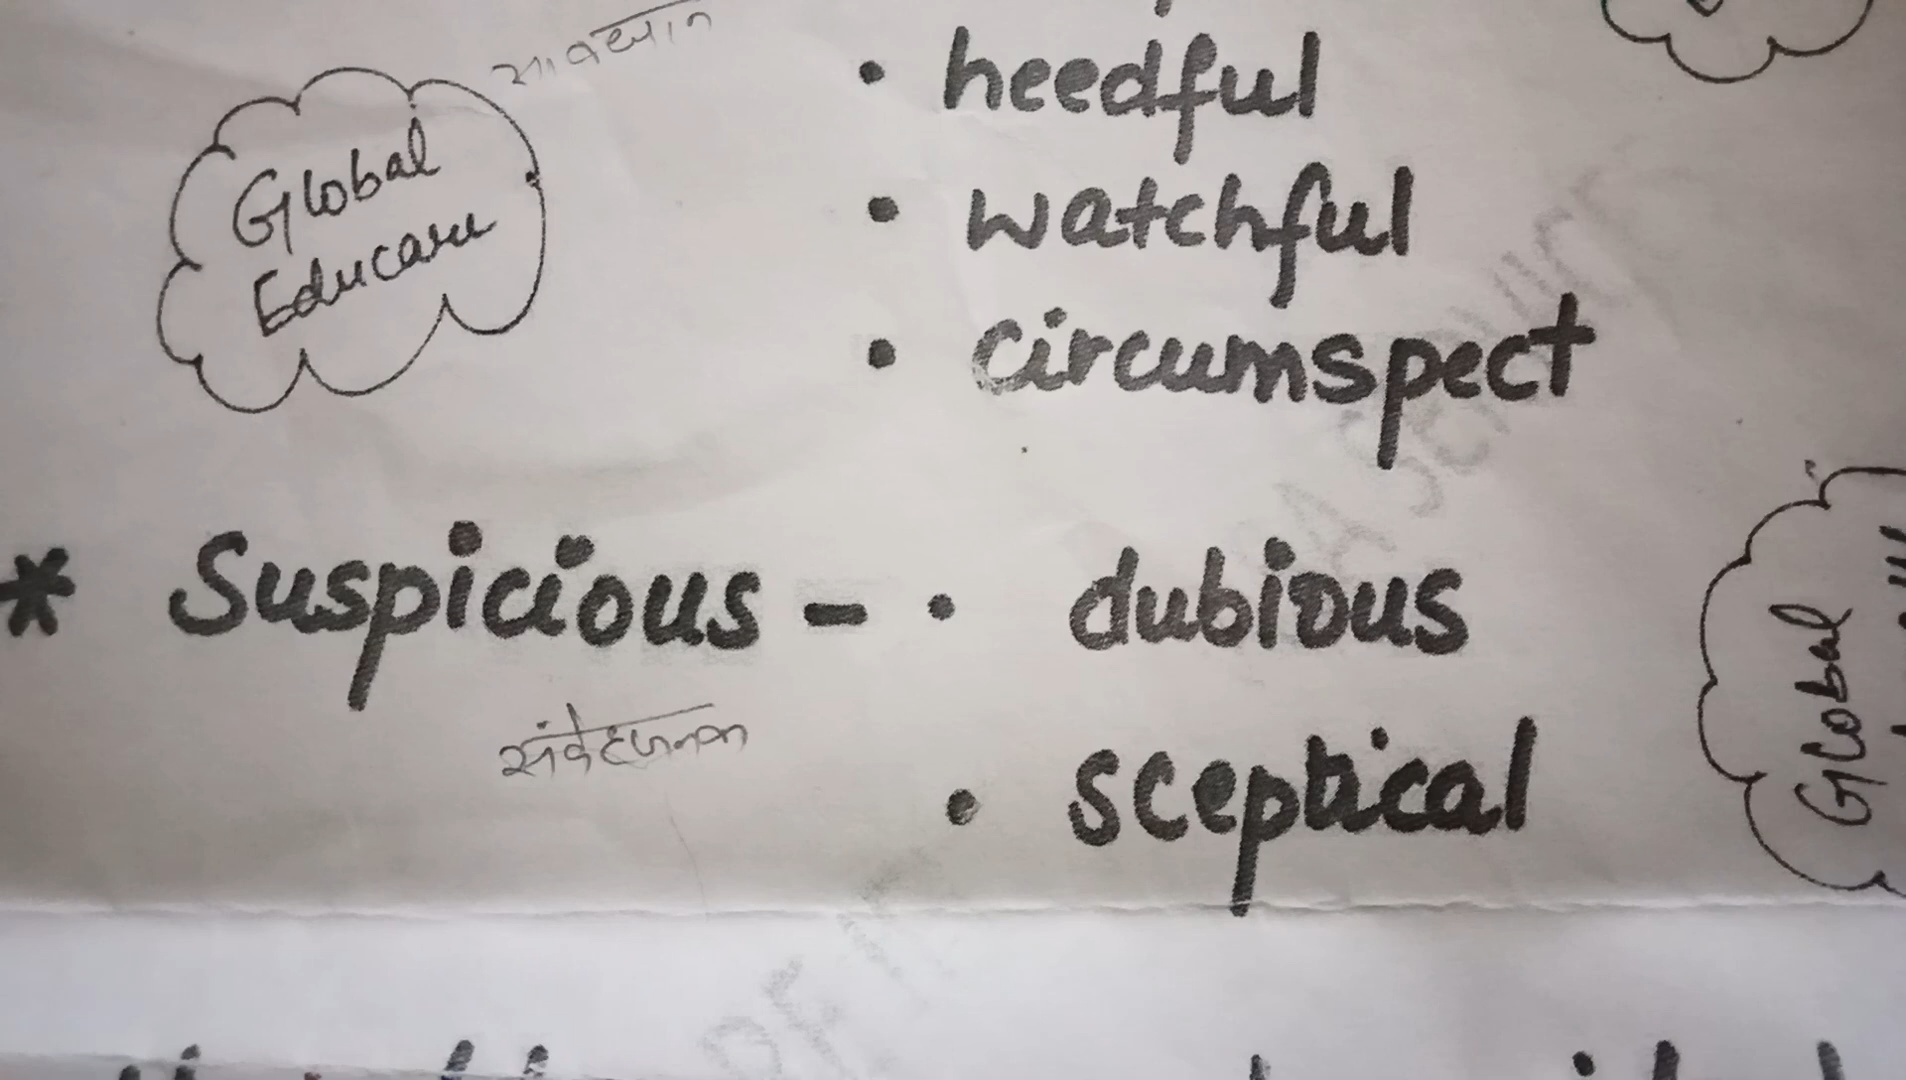 सावधान
• heedful
Global
Educare
• watchful
• circumspect
* Suspicious - • dubious
संदेहजनक
• sceptical
Global